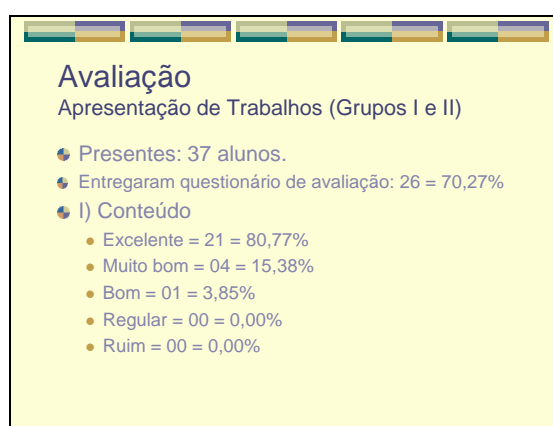 Avaliação
Apresentação de Trabalhos (Grupos I e II)
Presentes: 37 alunos.
Entregaram questionário de avaliação: 26 = 70,27%
I) Conteúdo
Excelente = 21 = 80,77%
Muito bom = 04 = 15,38%
Bom = 01 = 3,85%
Regular = 00 = 0,00%
Ruim = 00 = 0,00%